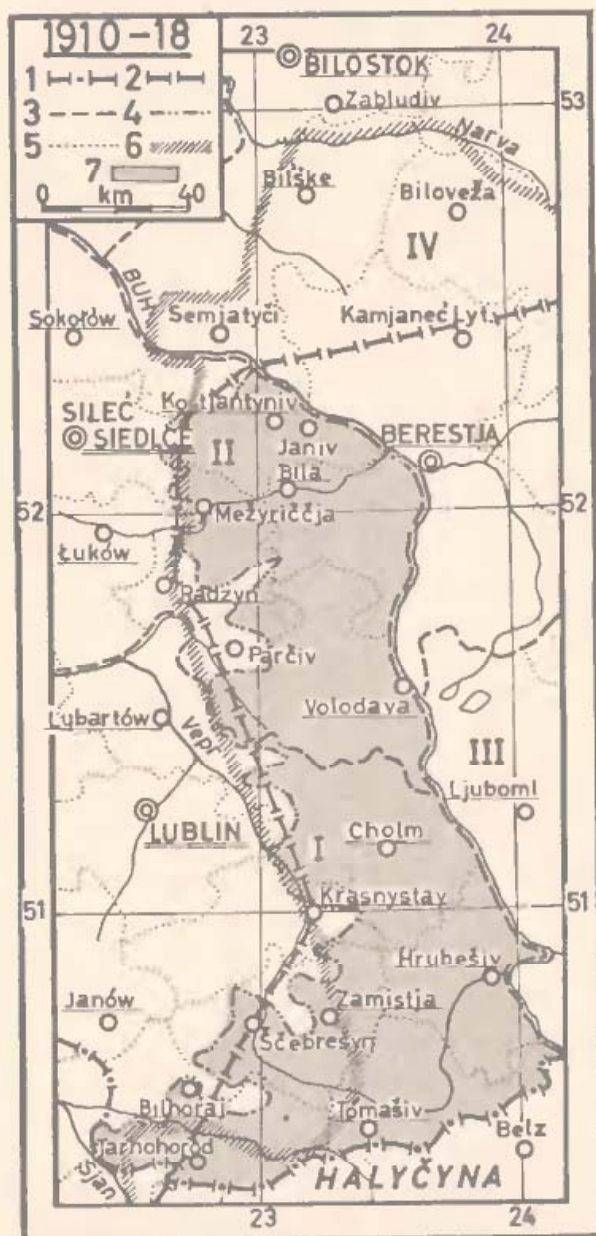 1910-18
1 2
3 4
5 6
7
0 km 40
23 24
BILOSTOK
Zabludiv
53
Narva
Bilśke
Biloveža
IV
BUH
Sokołów
Semjatyči
Kamjaneć Lyt.
SILEĆ
SIEDLCE
Kostjantyniv
II
Janiv
BERESTJA
Bila
52 52
Mežyriččja
Łuków
Radzyn
Parčiv
Volodava
Lubartów
Vepŕ
III
Ljuboml
LUBLIN
Cholm
I
Krasnystav
51 51
Hrubešiv
Janów
Zamistja
Ščebrešyn
Bilhoraj
Tomašiv
Belz
Tarnohorod
Sjan
HALYČYNA
23 24